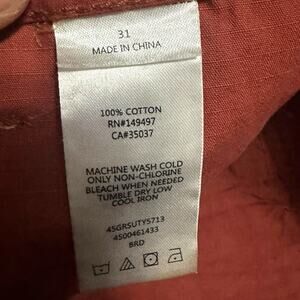 31
MADE IN CHINA
100% COTTON
RN#149497
CA#35037
MACHINE WASH COLD
ONLY NON-CHLORINE
BLEACH WHEN NEEDED
TUMBLE DRY LOW
COOL IRON
45GRSUTY5713
4500461433
BRD